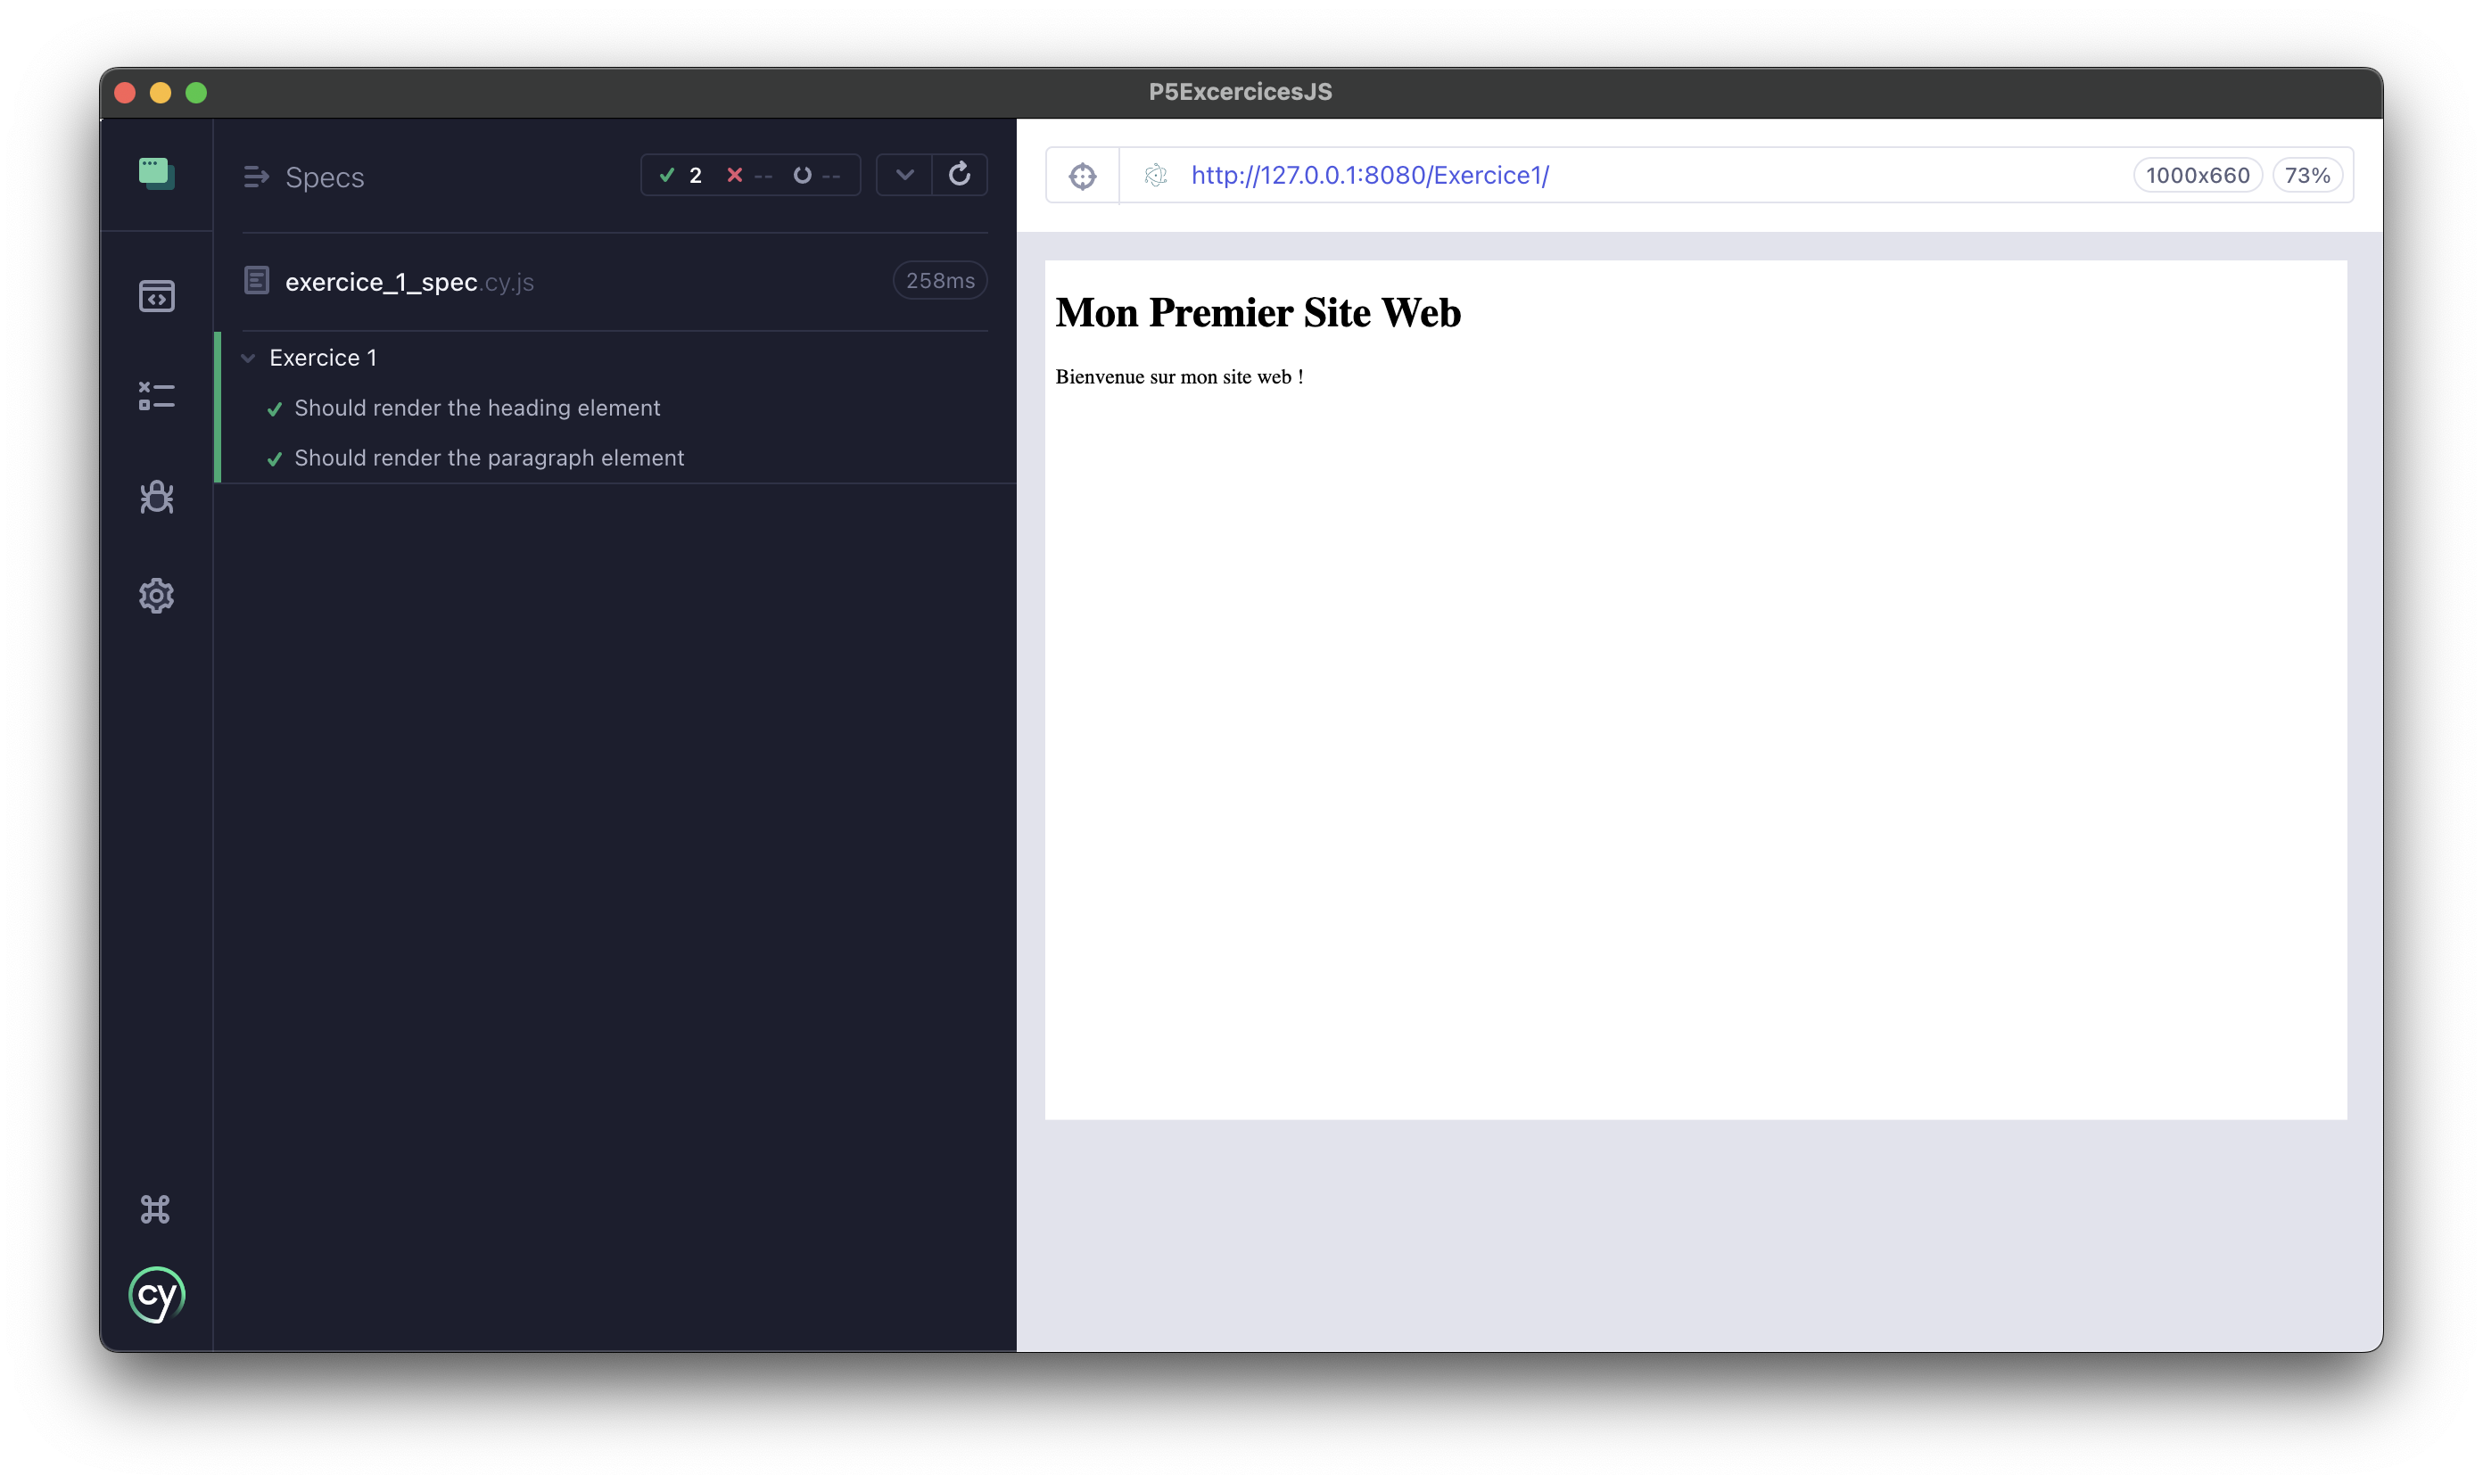 P5ExcercicesJS
Specs
2 -- --
exercice_1_spec.cy.js
258ms
Exercice 1
Should render the heading element
Should render the paragraph element
cy
http://127.0.0.1:8080/Exercice1/
1000x660
73%
Mon Premier Site Web
Bienvenue sur mon site web !